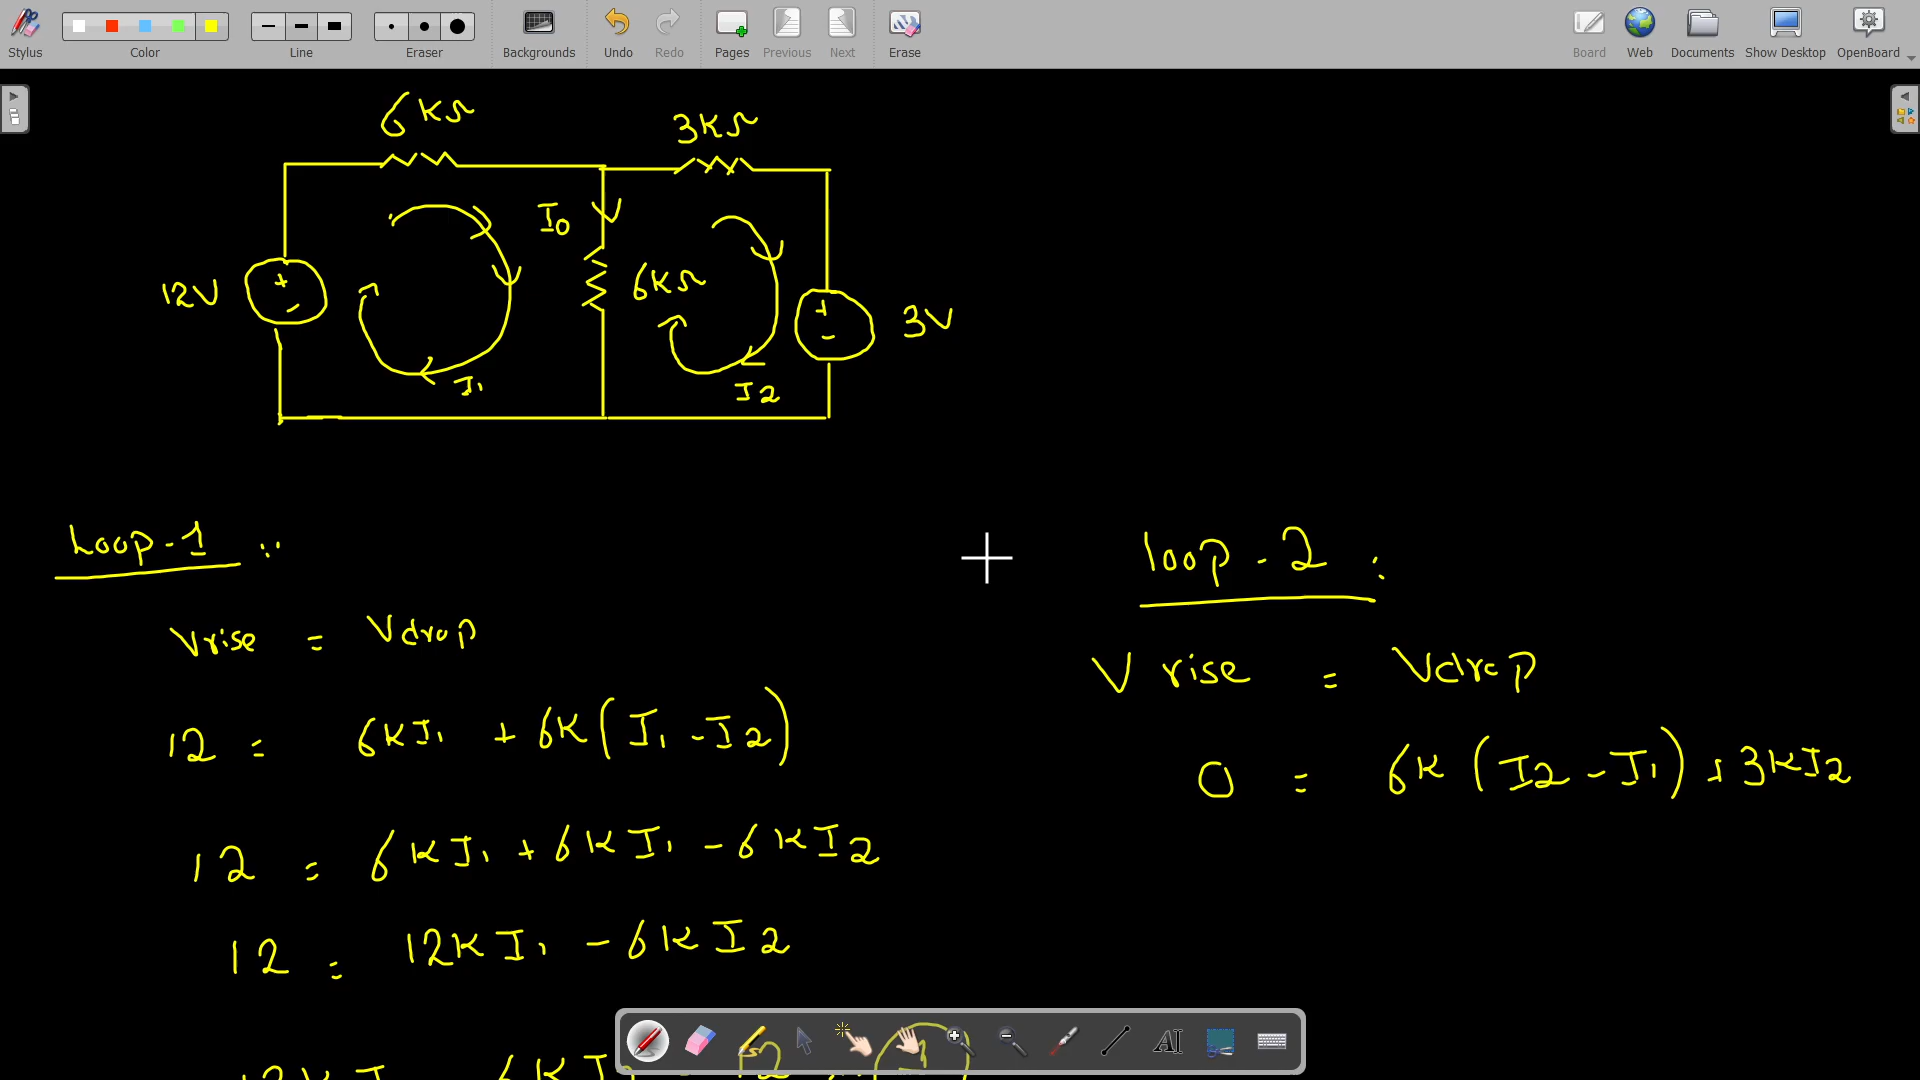 Stylus Color Line Eraser Backgrounds Undo Redo Pages Previous Next Erase Board Web Documents Show Desktop OpenBoard
6KΩ 3KΩ
I0
12V + - 6KΩ + - 3V
I1 I2
Loop-1 :
Vrise = Vdrop
12 = 6KI1 + 6K(I1 - I2)
12 = 6KI1 + 6KI1 - 6KI2
12 = 12KI1 - 6KI2
loop-2 :
V rise = Vdrop
0 = 6K (I2 - I1) + 3KI2